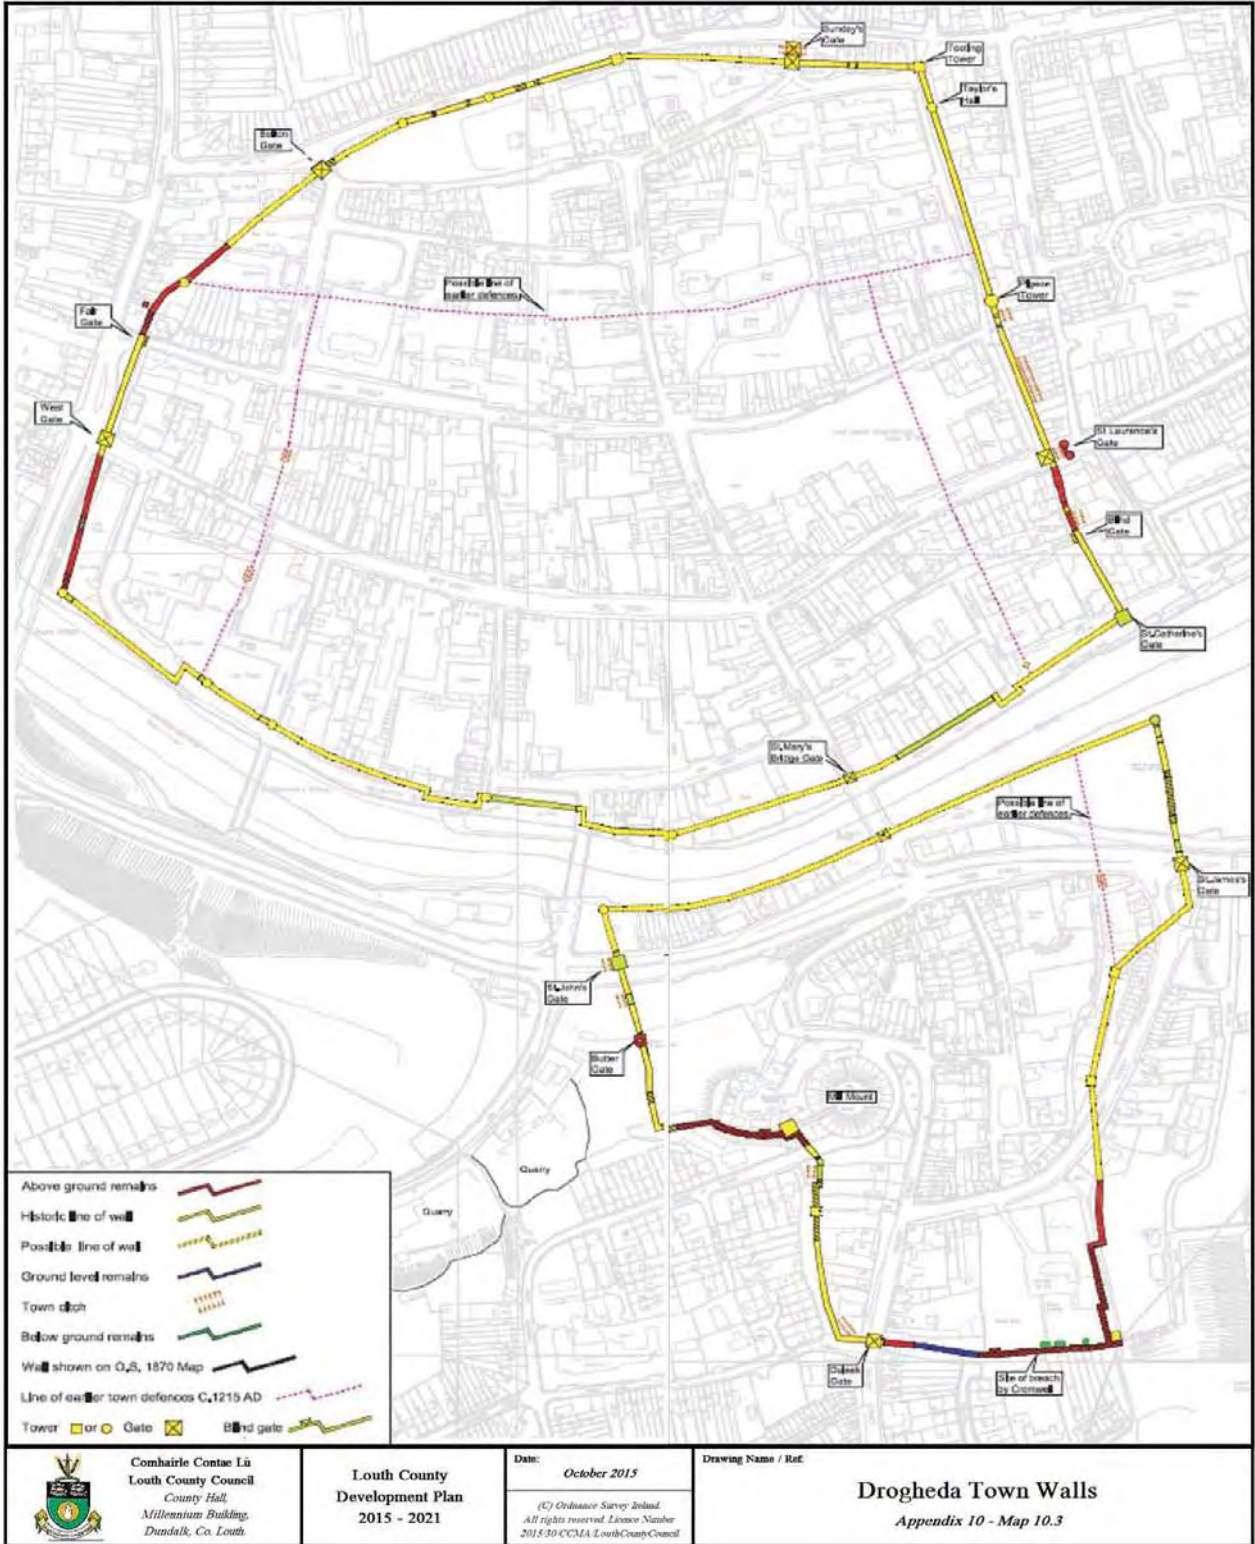 Sunday's
Gate
Tooting
Tower
Taylor's
Hall
Gate
Possible line of
earlier defences
Pigeon
Tower
Fair
Gate
West
Gate
St Laurence's
Gate
Blind
Gate
St.Catherine's
Gate
St.Mary's
Bridge Gate
Possible line of
earlier defences
St.James's
Gate
St.John's
Gate
Butter
Gate
Mill Mount
Quarry
Quarry
Duleek
Gate
Site of breach
by Cromwell
Above ground remains
Historic line of wall
Possible line of wall
Ground level remains
Town ditch
Below ground remains
Wall shown on O.S. 1870 Map
Line of earlier town defences C.1215 AD
Tower or Gate Blind gate
Comhairle Contae Lú
Louth County Council
County Hall,
Millennium Building,
Dundalk, Co. Louth.
Louth County
Development Plan
2015 - 2021
Date:
October 2015
(C) Ordnance Survey Ireland.
All rights reserved. Licence Number
2015/30/CCMA/LouthCountyCouncil
Drawing Name / Ref:
Drogheda Town Walls
Appendix 10 - Map 10.3